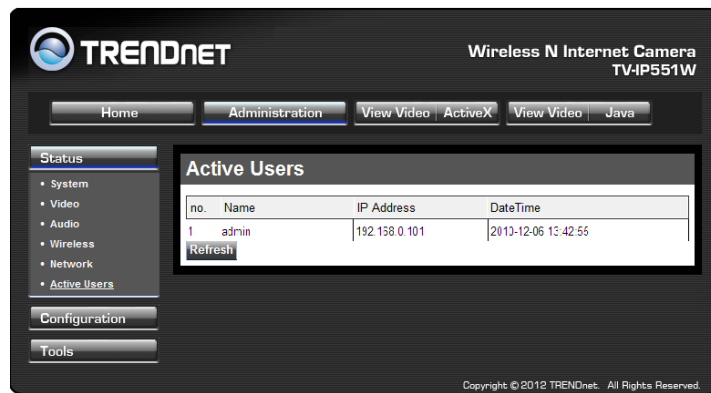 TRENDnet
Wireless N Internet Camera
TV-IP551W
Home
Administration
View Video | ActiveX
View Video | Java
Status
• System
• Video
• Audio
• Wireless
• Network
• Active Users
Configuration
Tools
Active Users
no. Name IP Address DateTime
1 admin 192.168.0.101 2010-12-06 13:42:55
Refresh
Copyright © 2012 TRENDnet. All Rights Reserved.